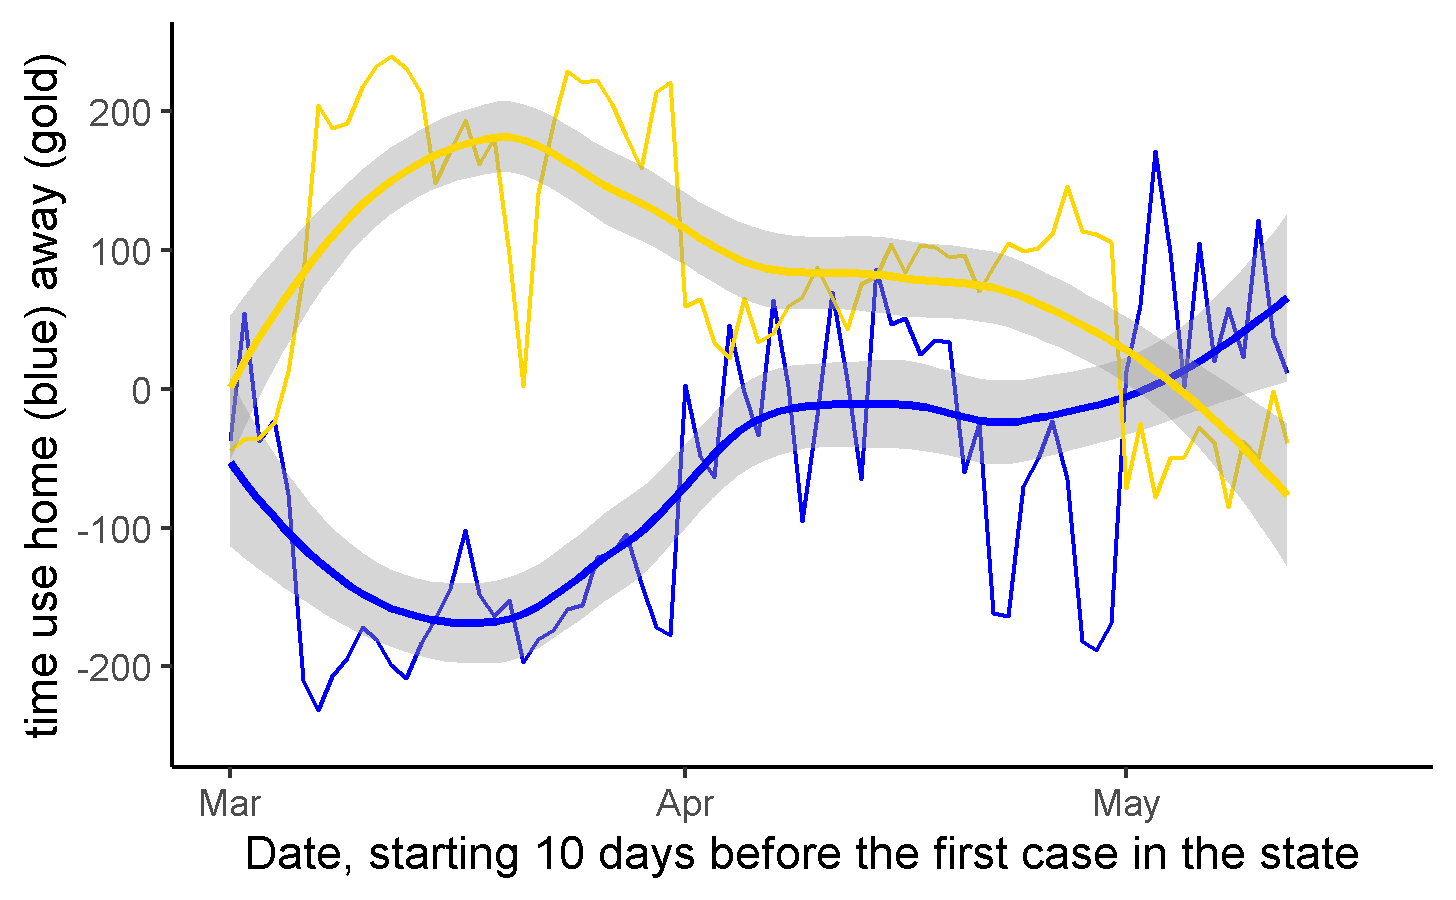 time use home (blue) away (gold)
200
100
0
-100
-200
Mar
Apr
May
Date, starting 10 days before the first case in the state